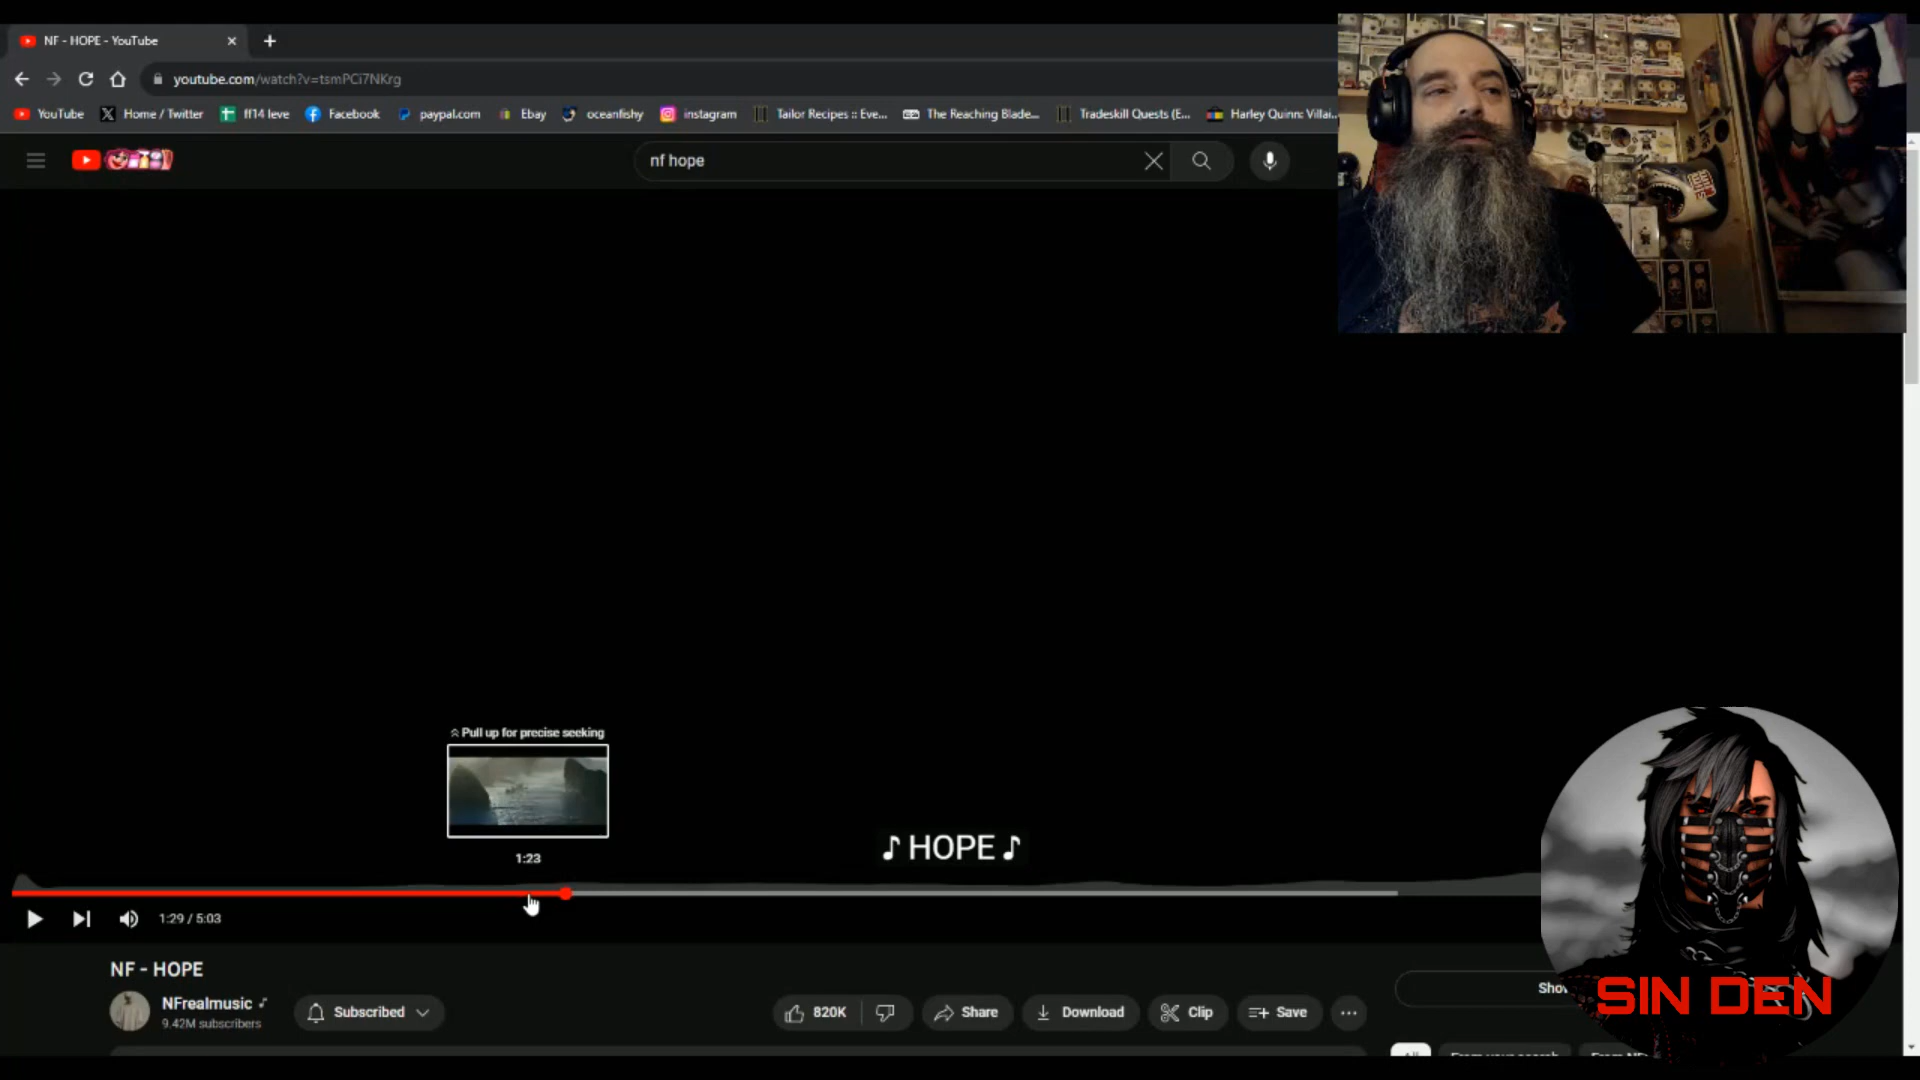 NF - HOPE - YouTube
youtube.com/watch?v=tsmPCi7NKrg
YouTube Home / Twitter ff14 leve Facebook paypal.com Ebay oceanfishy instagram Tailor Recipes :: Eve... The Reaching Blade... Tradeskill Quests (E... Harley Quinn: Villai...
nf hope
Pull up for precise seeking
1:23
♪ HOPE ♪
1:29 / 5:03
NF - HOPE
NFrealmusic
9.42M subscribers
Subscribed
820K Share Download Clip Save
SIN DEN